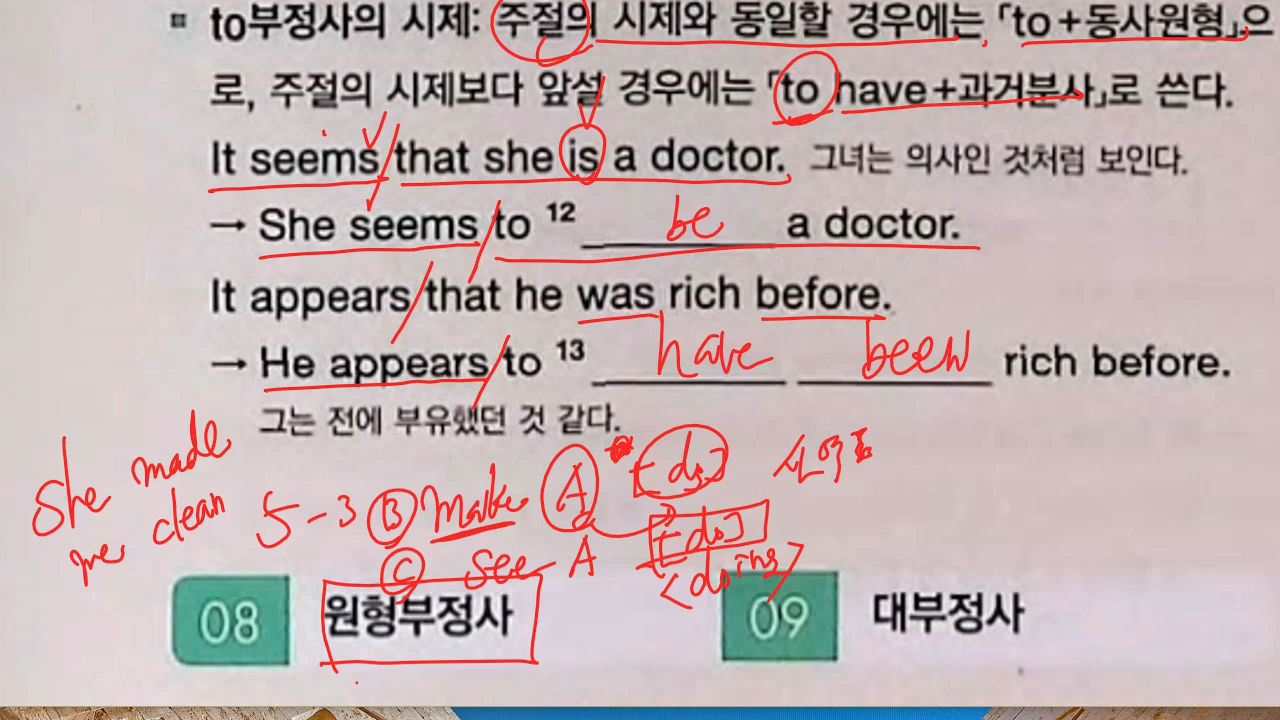 to부정사의 시제: 주절의 시제와 동일할 경우에는 「to+동사원형」으
로, 주절의 시제보다 앞설 경우에는 「to have+과거분사」로 쓴다.
It seems that she is a doctor. 그녀는 의사인 것처럼 보인다.
→ She seems to 12 be a doctor.
It appears that he was rich before.
→ He appears to 13 have been rich before.
그는 전에 부유했던 것 같다.
She made
me clean
5-3 Ⓑ Make A [do]
Ⓒ See A [do]
<doing>
08 원형부정사
09 대부정사